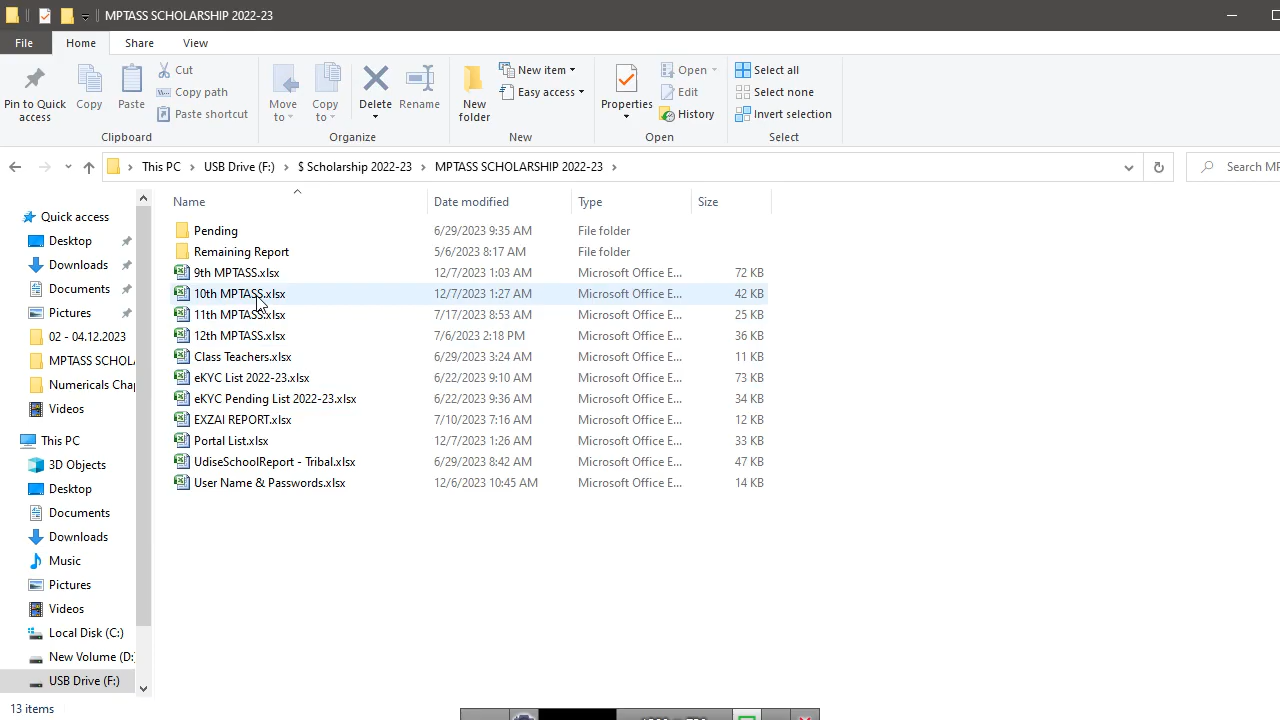 MPTASS SCHOLARSHIP 2022-23
File Home Share View
Pin to Quick access
Copy
Paste
Cut
Copy path
Paste shortcut
Clipboard
Move to
Copy to
Delete
Rename
Organize
New folder
New item
Easy access
New
Properties
Open
Edit
History
Open
Select all
Select none
Invert selection
Select
This PC > USB Drive (F:) > $ Scholarship 2022-23 > MPTASS SCHOLARSHIP 2022-23 >
Search MP
Quick access
Desktop
Downloads
Documents
Pictures
02 - 04.12.2023
MPTASS SCHOL
Numericals Chap
Videos
This PC
3D Objects
Desktop
Documents
Downloads
Music
Pictures
Videos
Local Disk (C:)
New Volume (D:
USB Drive (F:)
Name Date modified Type Size
Pending 6/29/2023 9:35 AM File folder
Remaining Report 5/6/2023 8:17 AM File folder
9th MPTASS.xlsx 12/7/2023 1:03 AM Microsoft Office E... 72 KB
10th MPTASS.xlsx 12/7/2023 1:27 AM Microsoft Office E... 42 KB
11th MPTASS.xlsx 7/17/2023 8:53 AM Microsoft Office E... 25 KB
12th MPTASS.xlsx 7/6/2023 2:18 PM Microsoft Office E... 36 KB
Class Teachers.xlsx 6/29/2023 3:24 AM Microsoft Office E... 11 KB
eKYC List 2022-23.xlsx 6/22/2023 9:10 AM Microsoft Office E... 73 KB
eKYC Pending List 2022-23.xlsx 6/22/2023 9:36 AM Microsoft Office E... 34 KB
EXZAI REPORT.xlsx 7/10/2023 7:16 AM Microsoft Office E... 12 KB
Portal List.xlsx 12/7/2023 1:26 AM Microsoft Office E... 33 KB
UdiseSchoolReport - Tribal.xlsx 6/29/2023 8:42 AM Microsoft Office E... 47 KB
User Name & Passwords.xlsx 12/6/2023 10:45 AM Microsoft Office E... 14 KB
13 items